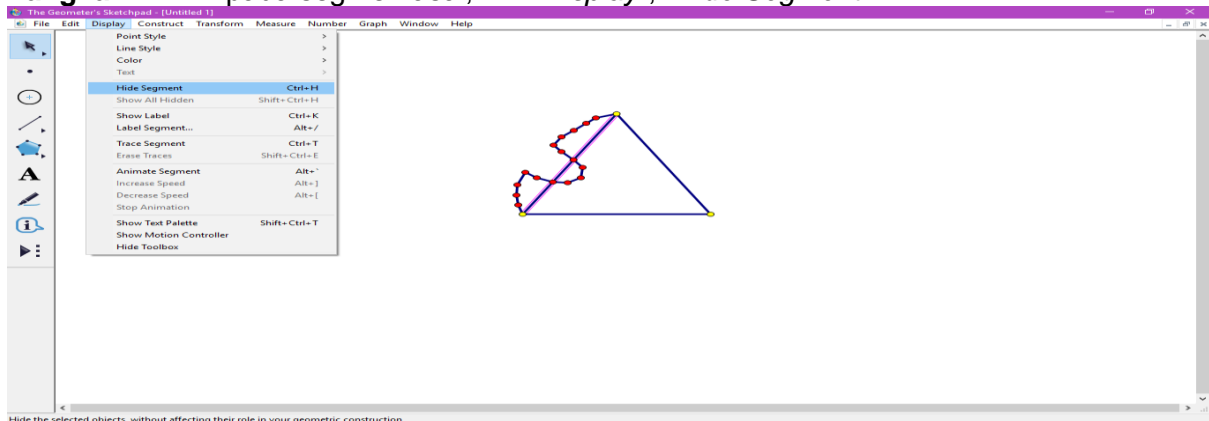 The Geometer's Sketchpad - [Untitled 1]
File Edit Display Construct Transform Measure Number Graph Window Help
Point Style >
Line Style >
Color >
Text >
Hide Segment Ctrl+H
Show All Hidden Shift+Ctrl+H
Show Label Ctrl+K
Label Segment... Alt+/
Trace Segment Ctrl+T
Erase Traces Shift+Ctrl+E
Animate Segment Alt+`
Increase Speed Alt+]
Decrease Speed Alt+[
Stop Animation
Show Text Palette Shift+Ctrl+T
Show Motion Controller
Hide Toolbox
A
Hide the selected objects, without affecting their role in your geometric construction